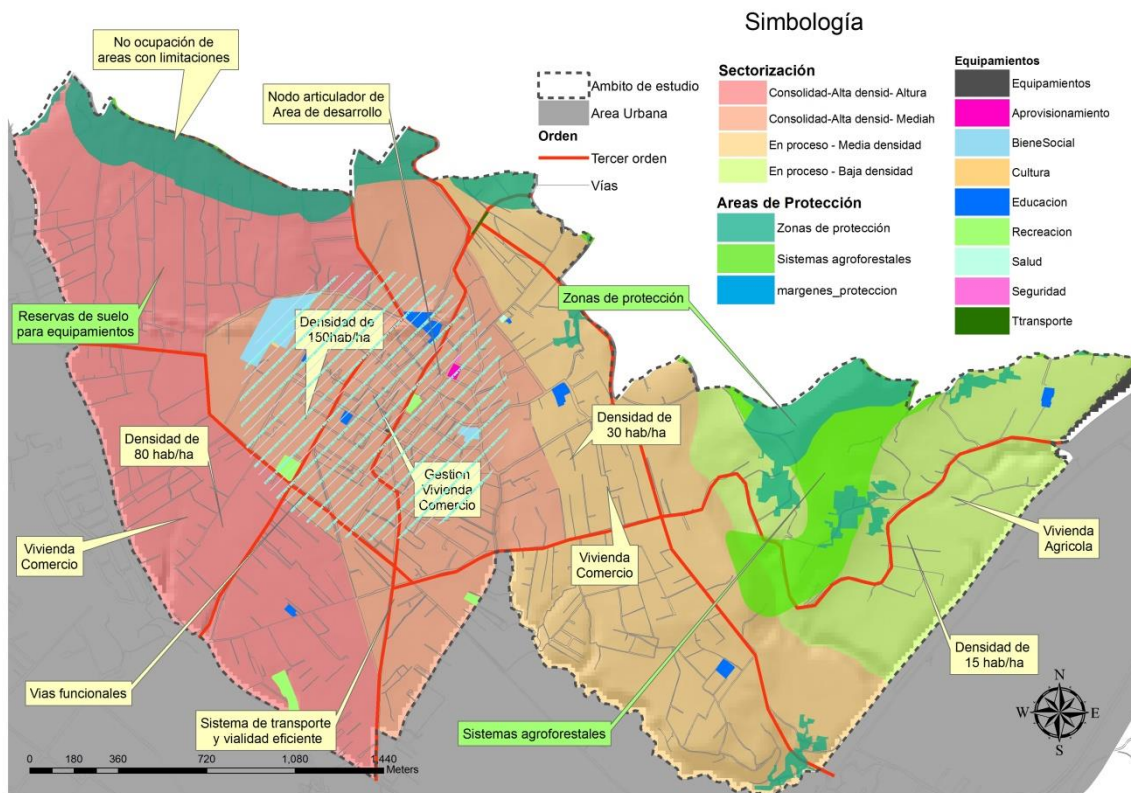 Simbología
No ocupación de
areas con limitaciones
Nodo articulador de
Area de desarrollo
Ambito de estudio
Area Urbana
Orden
Tercer orden
Vías
Sectorización
Consolidad-Alta densid- Altura
Consolidad-Alta densid- Mediah
En proceso - Media densidad
En proceso - Baja densidad
Areas de Protección
Zonas de protección
Sistemas agroforestales
margenes_proteccion
Equipamientos
Equipamientos
Aprovisionamiento
BieneSocial
Cultura
Educacion
Recreacion
Salud
Seguridad
Ttransporte
Zonas de protección
Reservas de suelo
para equipamientos
Densidad de
150hab/ha
Densidad de
80 hab/ha
Densidad de
30 hab/ha
Gestion
Vivienda
Comercio
Vivienda
Comercio
Vivienda
Comercio
Vivienda
Agricola
Densidad de
15 hab/ha
Vias funcionales
Sistema de transporte
y vialidad eficiente
Sistemas agroforestales
N
W
E
S
0 180 360 720 1,080 1,440
Meters